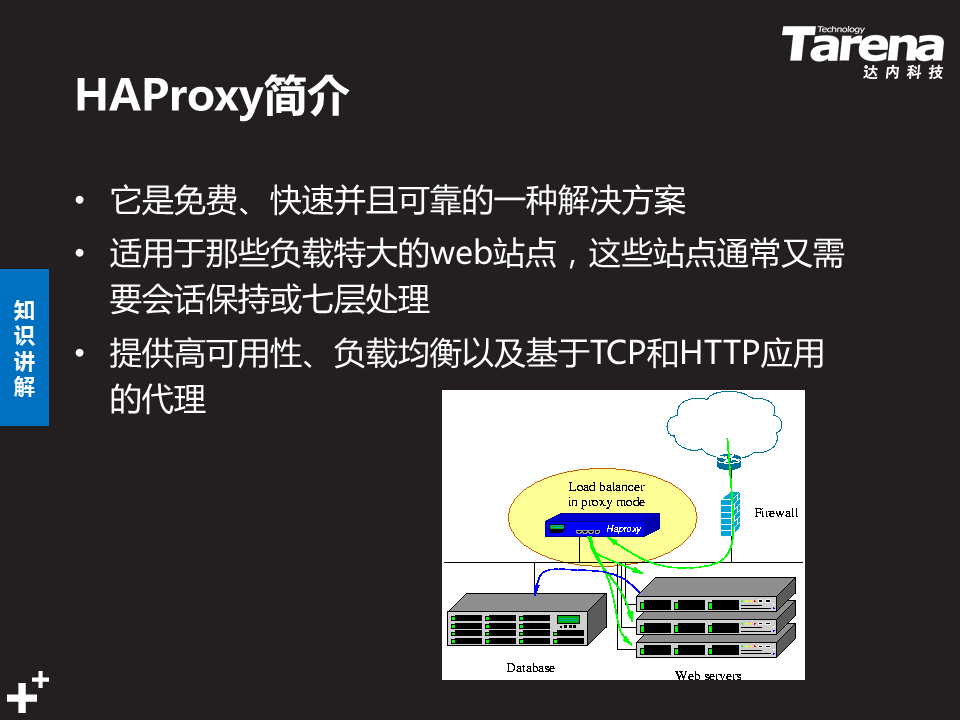 Technology
Tarena
达内科技
HAProxy简介
• 它是免费、快速并且可靠的一种解决方案
• 适用于那些负载特大的web站点，这些站点通常又需
要会话保持或七层处理
• 提供高可用性、负载均衡以及基于TCP和HTTP应用
的代理
知
识
讲
解
Load balancer
in proxy mode
Haproxy
Firewall
Database
Web servers